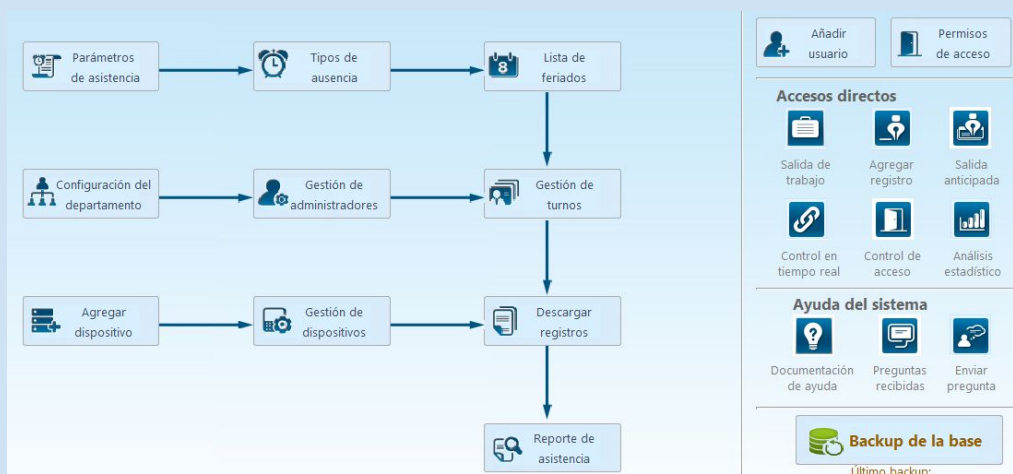 Parámetros
de asistencia
Tipos de
ausencia
8
Lista de
feriados
Configuración del
departamento
Gestión de
administradores
Gestión de
turnos
Agregar
dispositivo
Gestión de
dispositivos
Descargar
registros
Reporte de
asistencia
Añadir
usuario
Permisos
de acceso
Accesos directos
Salida de
trabajo
Agregar
registro
Salida
anticipada
Control en
tiempo real
Control de
acceso
Análisis
estadístico
Ayuda del sistema
Documentación
de ayuda
Preguntas
recibidas
Enviar
pregunta
Backup de la base
Último backup: